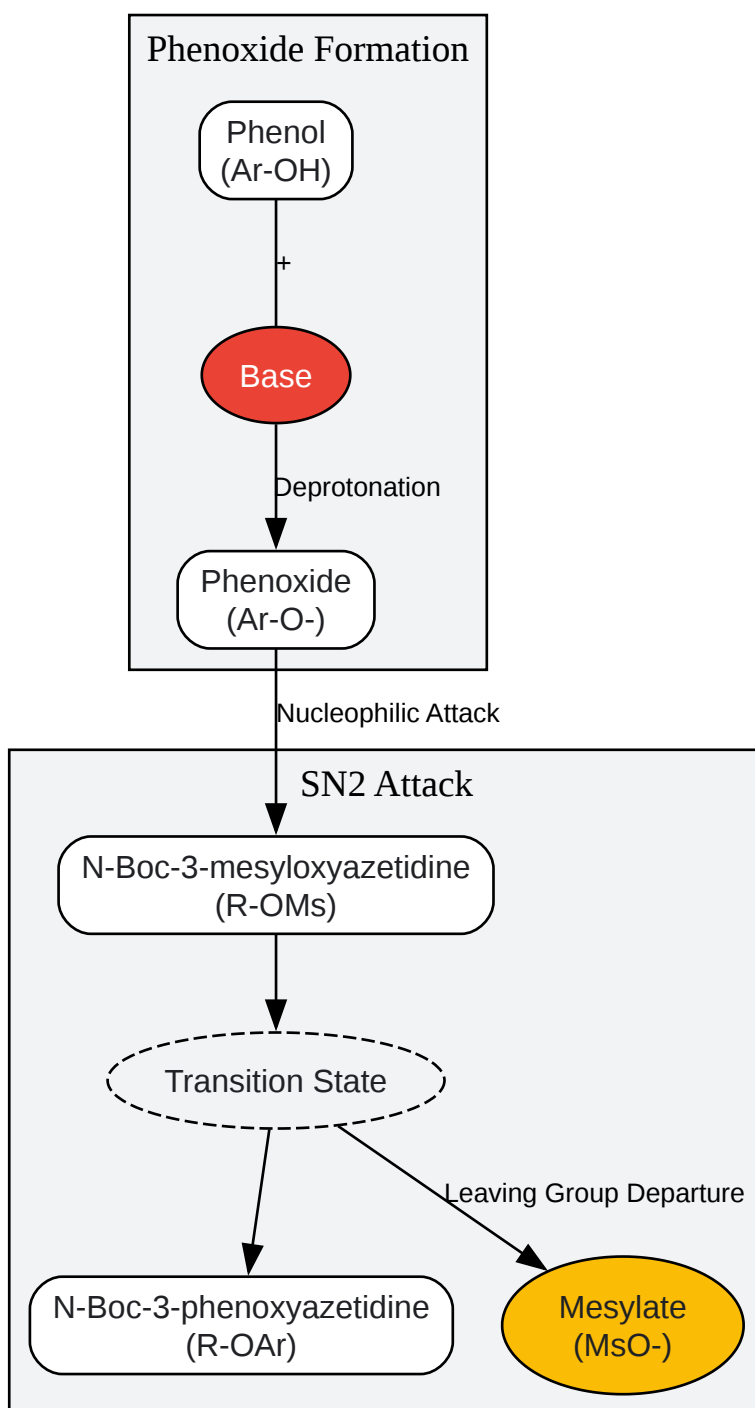 Phenoxide Formation
Phenol
(Ar-OH)
+
Base
Deprotonation
Phenoxide
(Ar-O-)
Nucleophilic Attack
SN2 Attack
N-Boc-3-mesyloxyazetidine
(R-OMs)
Transition State
Leaving Group Departure
N-Boc-3-phenoxyazetidine
(R-OAr)
Mesylate
(MsO-)